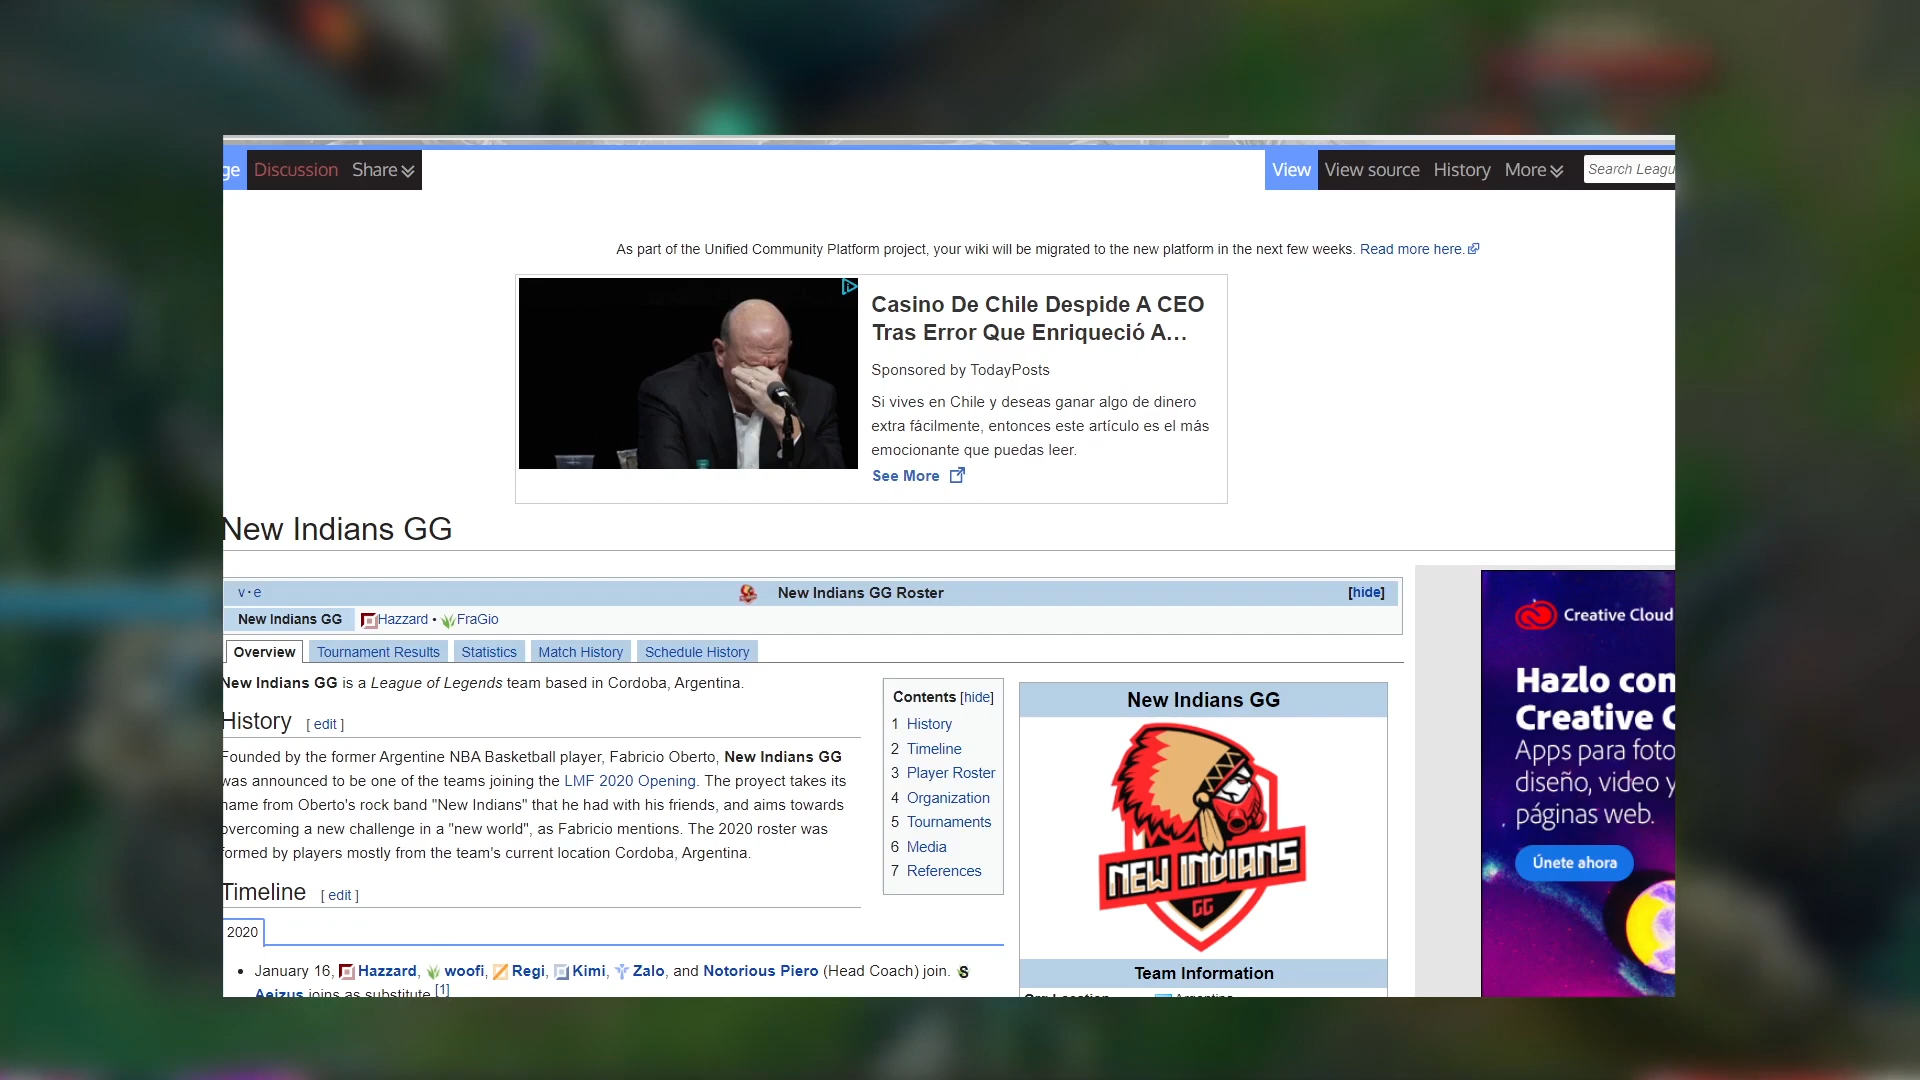 ge Discussion Share View View source History More Search Leagu
As part of the Unified Community Platform project, your wiki will be migrated to the new platform in the next few weeks. Read more here.
Casino De Chile Despide A CEO
Tras Error Que Enriqueció A...
Sponsored by TodayPosts
Si vives en Chile y deseas ganar algo de dinero
extra fácilmente, entonces este artículo es el más
emocionante que puedas leer.
See More
New Indians GG
v · e New Indians GG Roster [hide]
New Indians GG Hazzard • FraGio
Overview Tournament Results Statistics Match History Schedule History
New Indians GG is a League of Legends team based in Cordoba, Argentina.
History [ edit ]
Founded by the former Argentine NBA Basketball player, Fabricio Oberto, New Indians GG
was announced to be one of the teams joining the LMF 2020 Opening. The proyect takes its
name from Oberto's rock band "New Indians" that he had with his friends, and aims towards
overcoming a new challenge in a "new world", as Fabricio mentions. The 2020 roster was
formed by players mostly from the team's current location Cordoba, Argentina.
Timeline [ edit ]
2020
• January 16, Hazzard, woofi, Regi, Kimi, Zalo, and Notorious Piero (Head Coach) join.
Aeizus joins as substitute.[1]
Contents [hide]
1 History
2 Timeline
3 Player Roster
4 Organization
5 Tournaments
6 Media
7 References
New Indians GG
NEW INDIANS
GG
Team Information
Org Location Argentina
Creative Cloud
Hazlo con
Creative C
Apps para foto
diseño, video y
páginas web.
Únete ahora